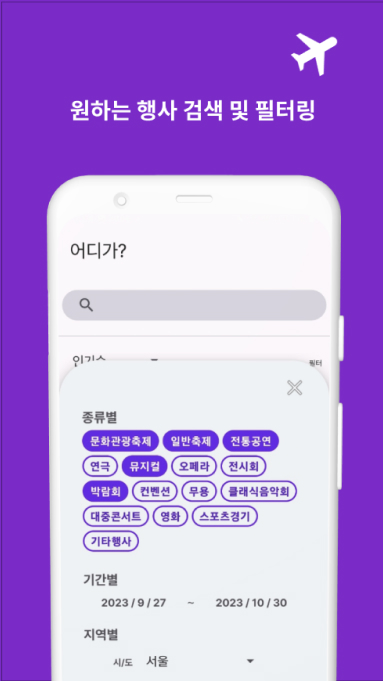 원하는 행사 검색 및 필터링
어디가?
인기순 필터
종류별
문화관광축제 일반축제 전통공연
연극 뮤지컬 오페라 전시회
박람회 컨벤션 무용 클래식음악회
대중콘서트 영화 스포츠경기
기타행사
기간별
2023 / 9 / 27 ~ 2023 / 10 / 30
지역별
시/도 서울